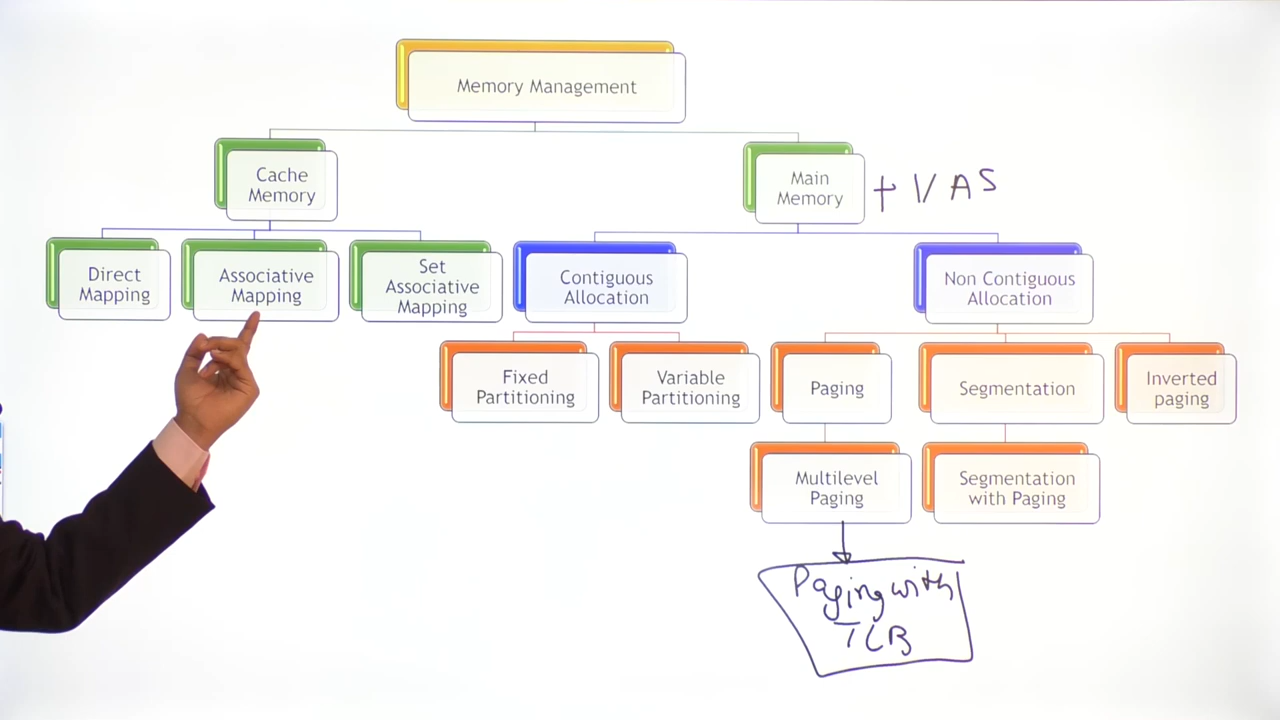 Memory Management
Cache
Memory
Main
Memory
+ VAS
Direct
Mapping
Associative
Mapping
Set
Associative
Mapping
Contiguous
Allocation
Non Contiguous
Allocation
Fixed
Partitioning
Variable
Partitioning
Paging
Segmentation
Inverted
paging
Multilevel
Paging
Segmentation
with Paging
Paging with
TLB